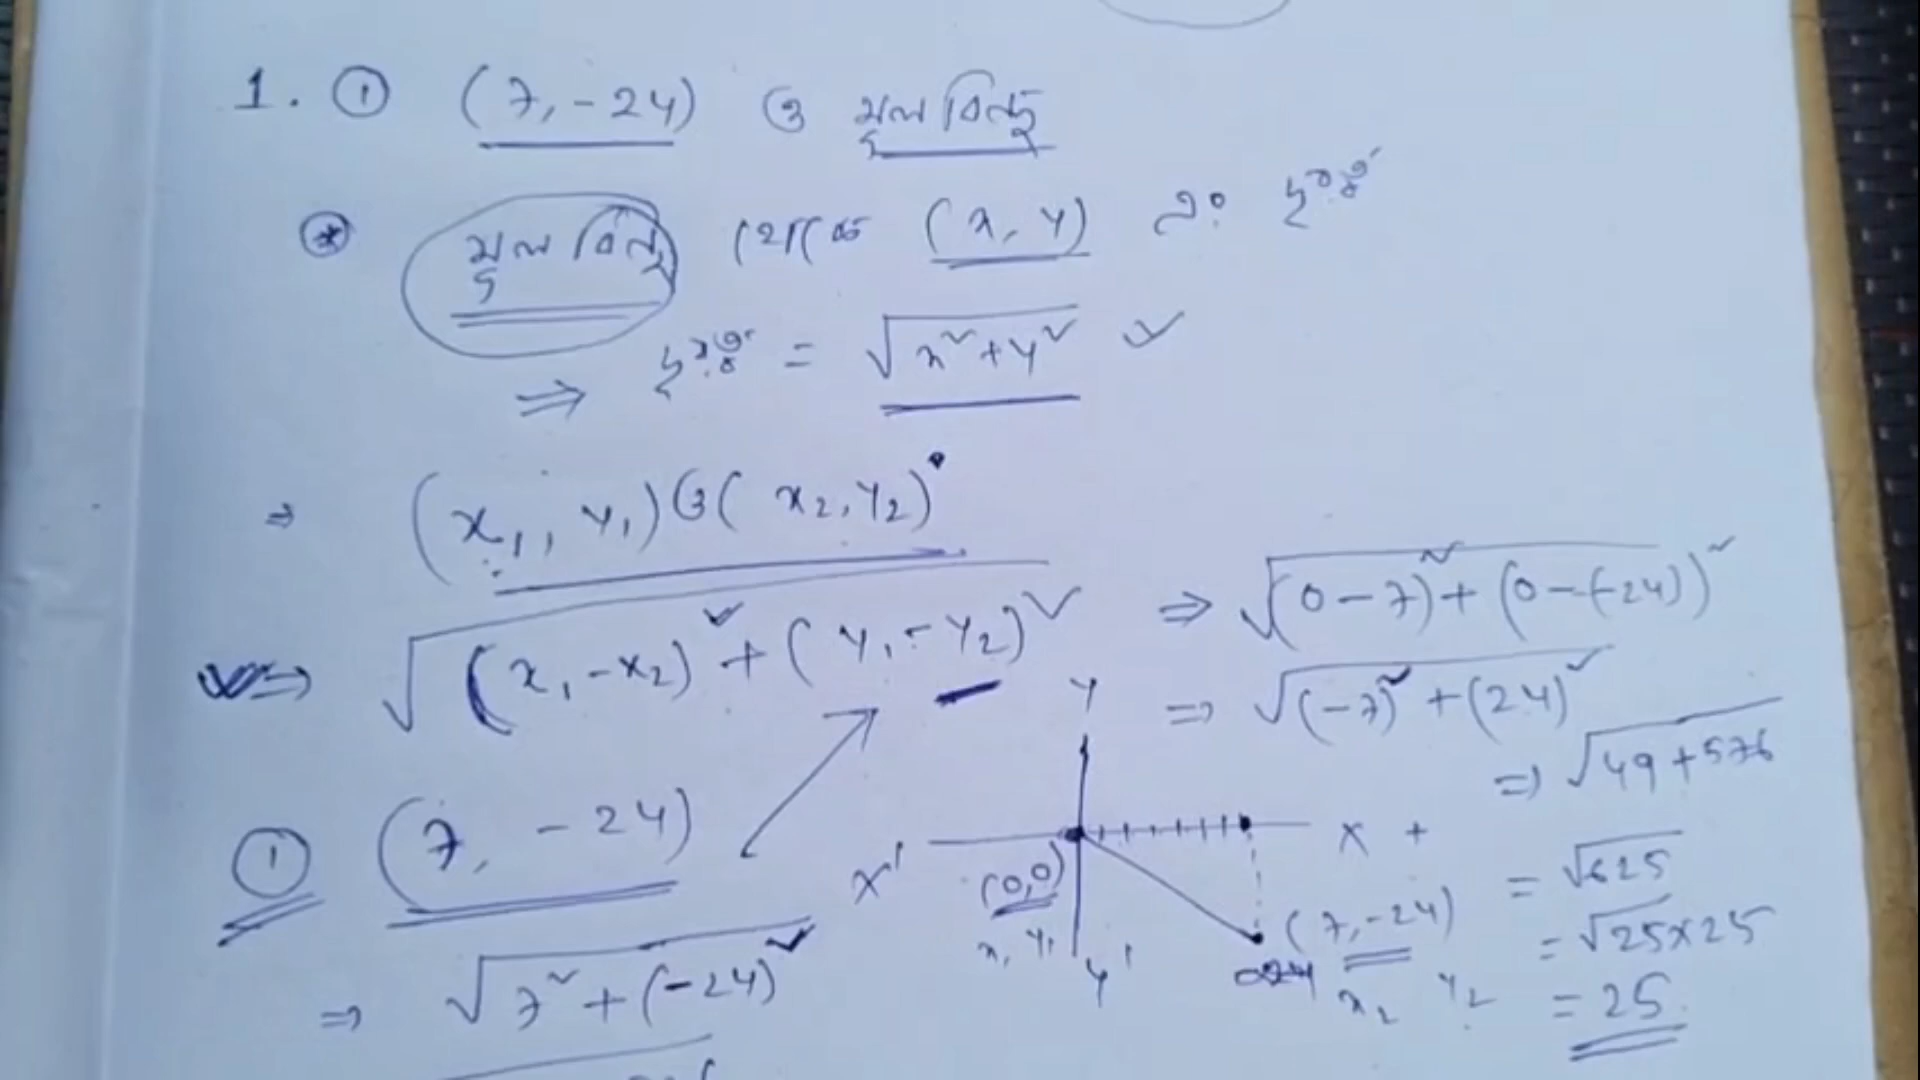 1. ① (7, -24) ও মূল বিন্দু
* মূল বিন্দু থেকে (x, y) এর দূরত্ব
⇒ দূরত্ব = √(x² + y²)
⇒ (x₁, y₁) ও (x₂, y₂)
⇒ √((x₁ - x₂)² + (y₁ - y₂)²)
⇒ √((0 - 7)² + (0 - (-24))²)
⇒ √((-7)² + (24)²)
⇒ √(49 + 576)
= √625
= √(25 × 25)
= 25
Y
X'
X +
(0,0)
x₁ y₁
Y'
(7, -24)
x₂ y₂
① (7, -24)
⇒ √(7² + (-24)²)